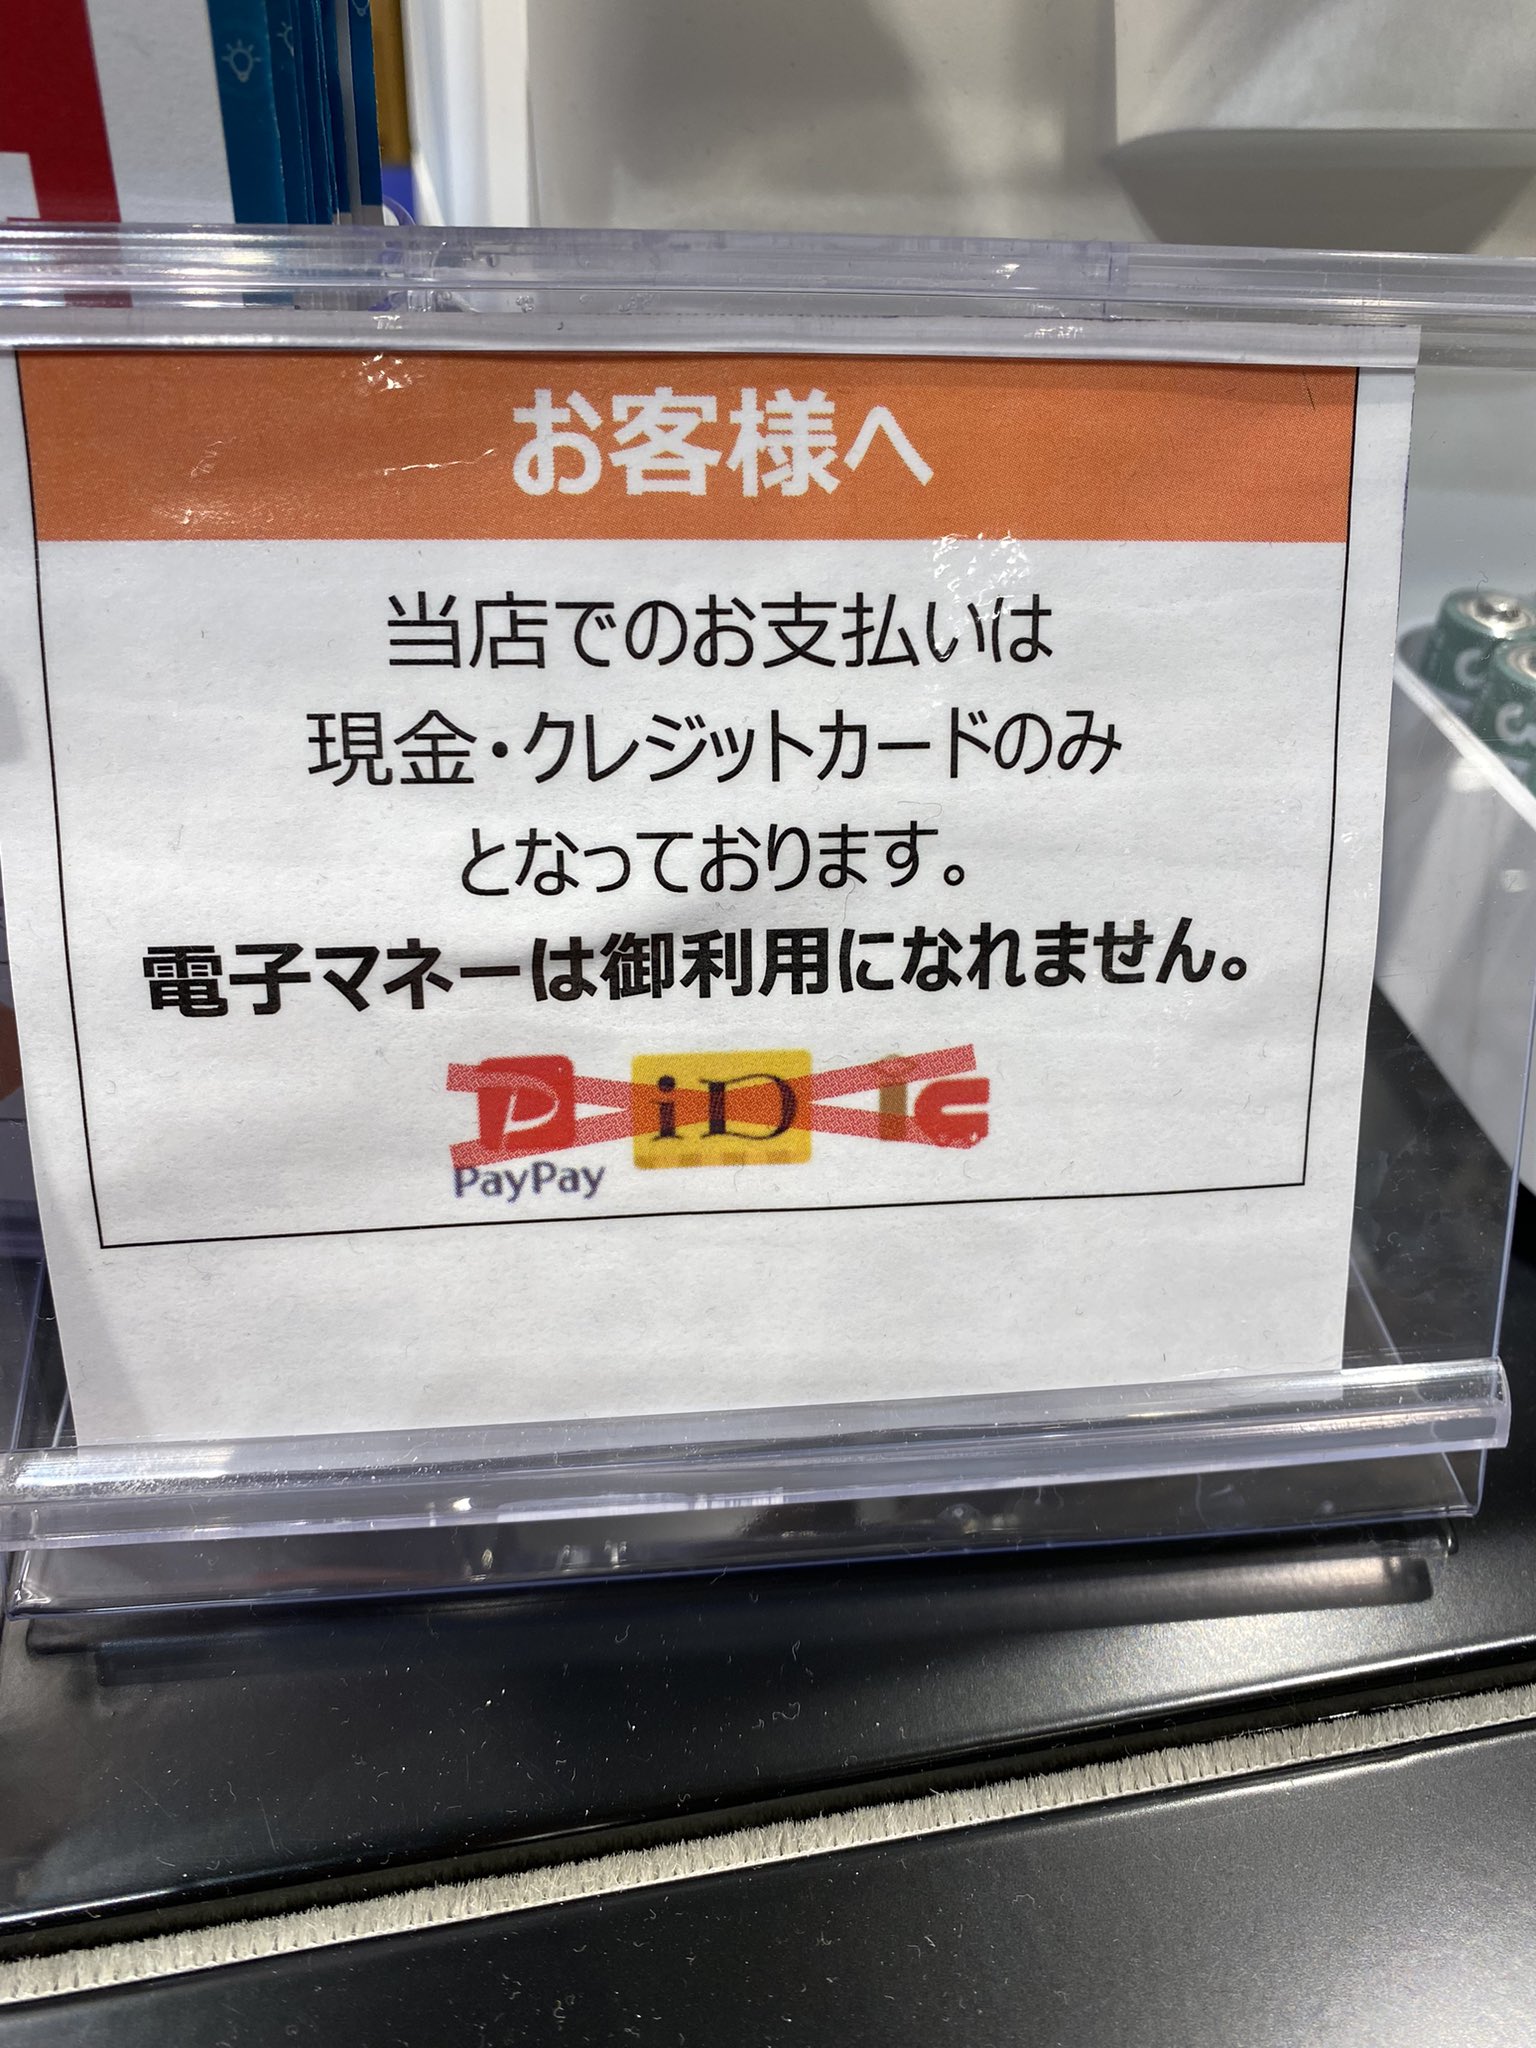 お客様へ
当店でのお支払いは
現金・クレジットカードのみ
となっております。
電子マネーは御利用になれません。
P iD ic
PayPay